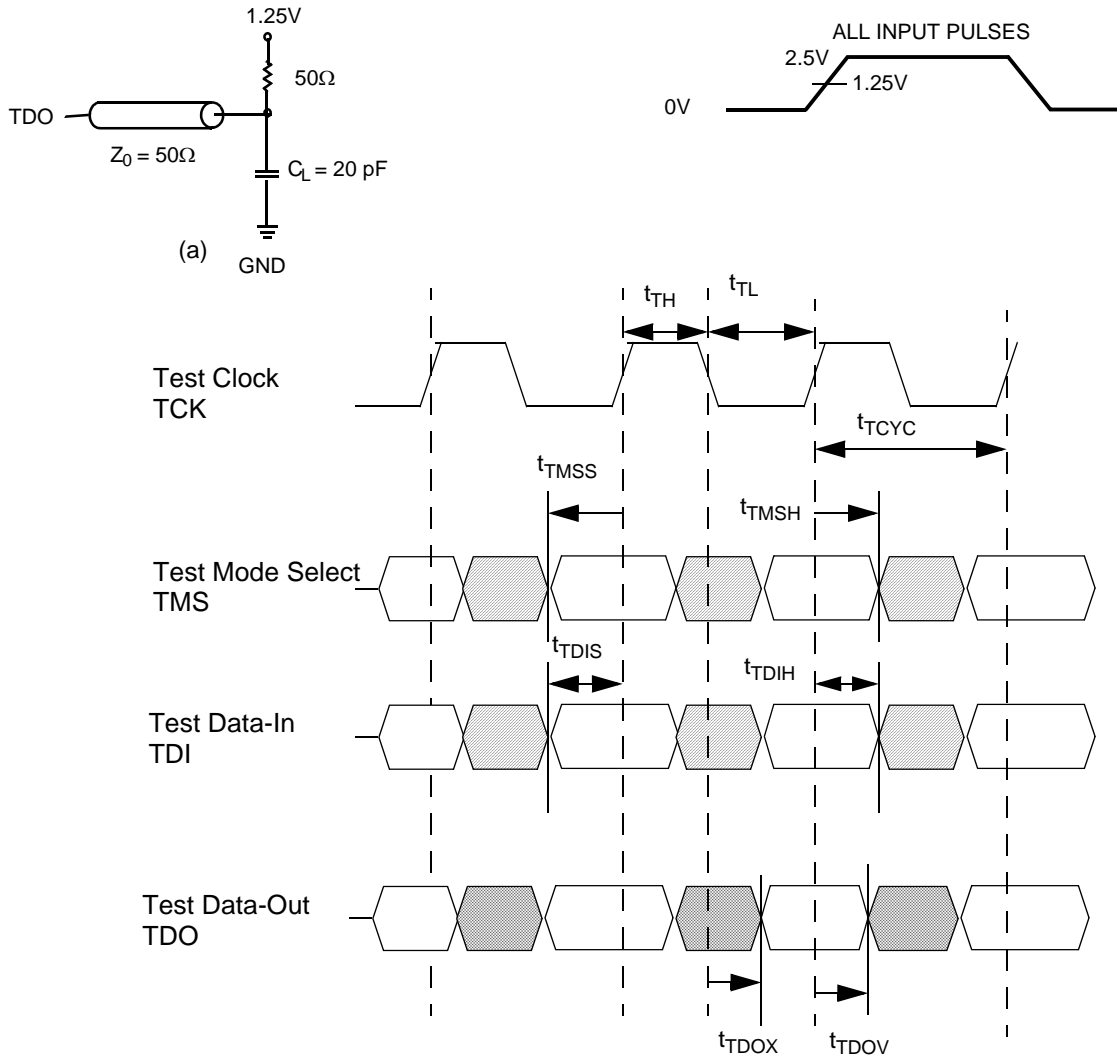 1.25V
50Ω
TDO
Z0 = 50Ω
CL = 20 pF
(a)
GND
ALL INPUT PULSES
2.5V
1.25V
0V
tTH
tTL
Test Clock
TCK
tTCYC
tTMSS
tTMSH
Test Mode Select
TMS
tTDIS
tTDIH
Test Data-In
TDI
Test Data-Out
TDO
tTDOX
tTDOV